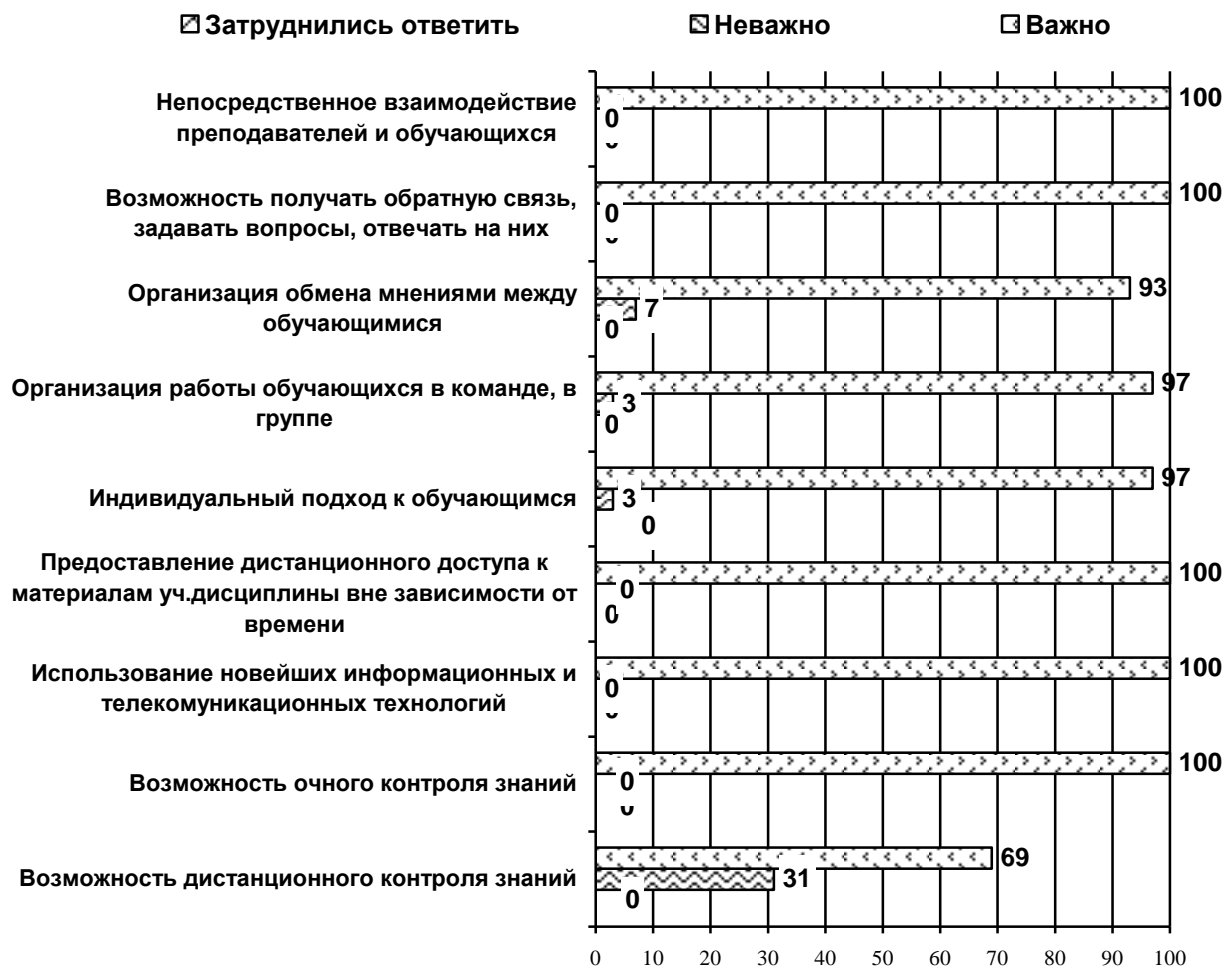 Затруднились ответить Неважно Важно
Непосредственное взаимодействие
преподавателей и обучающихся
100
0
Возможность получать обратную связь,
задавать вопросы, отвечать на них
100
0
Организация обмена мнениями между
обучающимися
93
7
0
Организация работы обучающихся в команде, в
группе
97
3
0
Индивидуальный подход к обучающимся
97
3
0
Предоставление дистанционного доступа к
материалам уч.дисциплины вне зависимости от
времени
100
0
0
Использование новейших информационных и
телекомуникационных технологий
100
0
Возможность очного контроля знаний
100
0
0
Возможность дистанционного контроля знаний
69
31
0
0 10 20 30 40 50 60 70 80 90 100